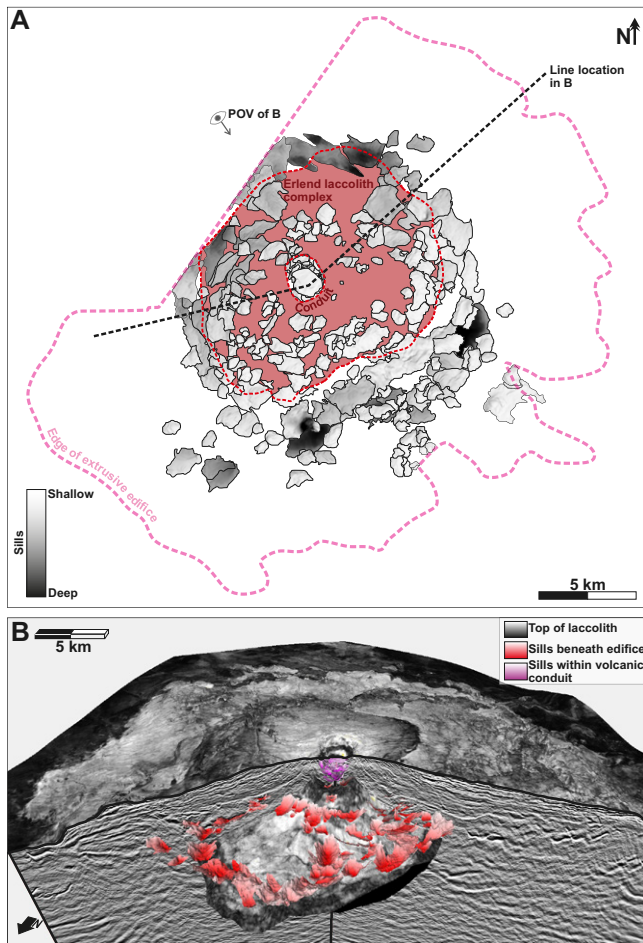 A
N
Line location
in B
POV of B
Erlend laccolith
complex
Conduit
Edge of extrusive edifice
Shallow
Sills
Deep
5 km
B
5 km
Top of laccolith
Sills beneath edifice
Sills within volcanic
conduit
N